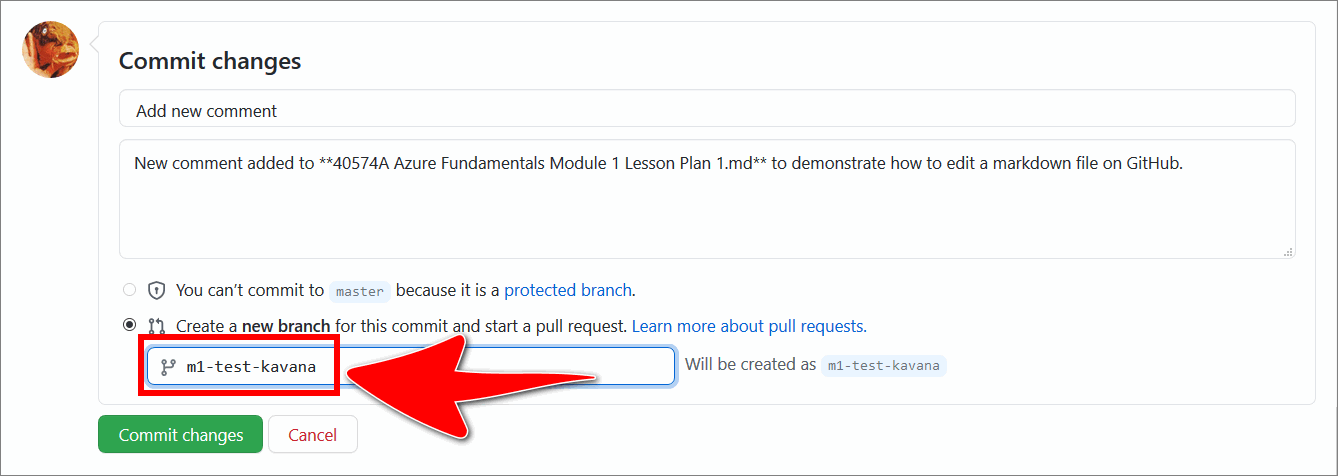 Commit changes
Add new comment
New comment added to **40574A Azure Fundamentals Module 1 Lesson Plan 1.md** to demonstrate how to edit a markdown file on GitHub.
You can't commit to master because it is a protected branch.
Create a new branch for this commit and start a pull request. Learn more about pull requests.
m1-test-kavana Will be created as m1-test-kavana
Commit changes Cancel